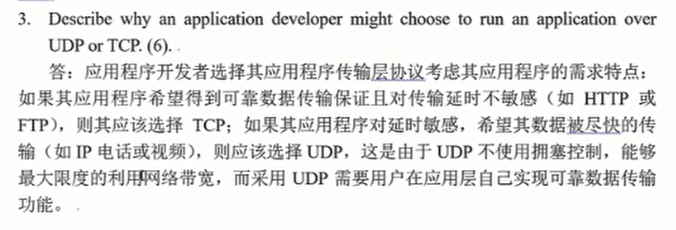 3. Describe why an application developer might choose to run an application over
UDP or TCP. (6). .
答：应用程序开发者选择其应用程序传输层协议考虑其应用程序的需求特点：
如果其应用程序希望得到可靠数据传输保证且对传输延时不敏感（如 HTTP 或
FTP），则其应该选择 TCP；如果其应用程序对延时敏感，希望其数据被尽快的传
输（如 IP 电话或视频），则应该选择 UDP，这是由于 UDP 不使用拥塞控制，能够
最大限度的利用网络带宽，而采用 UDP 需要用户在应用层自己实现可靠数据传输
功能。 .